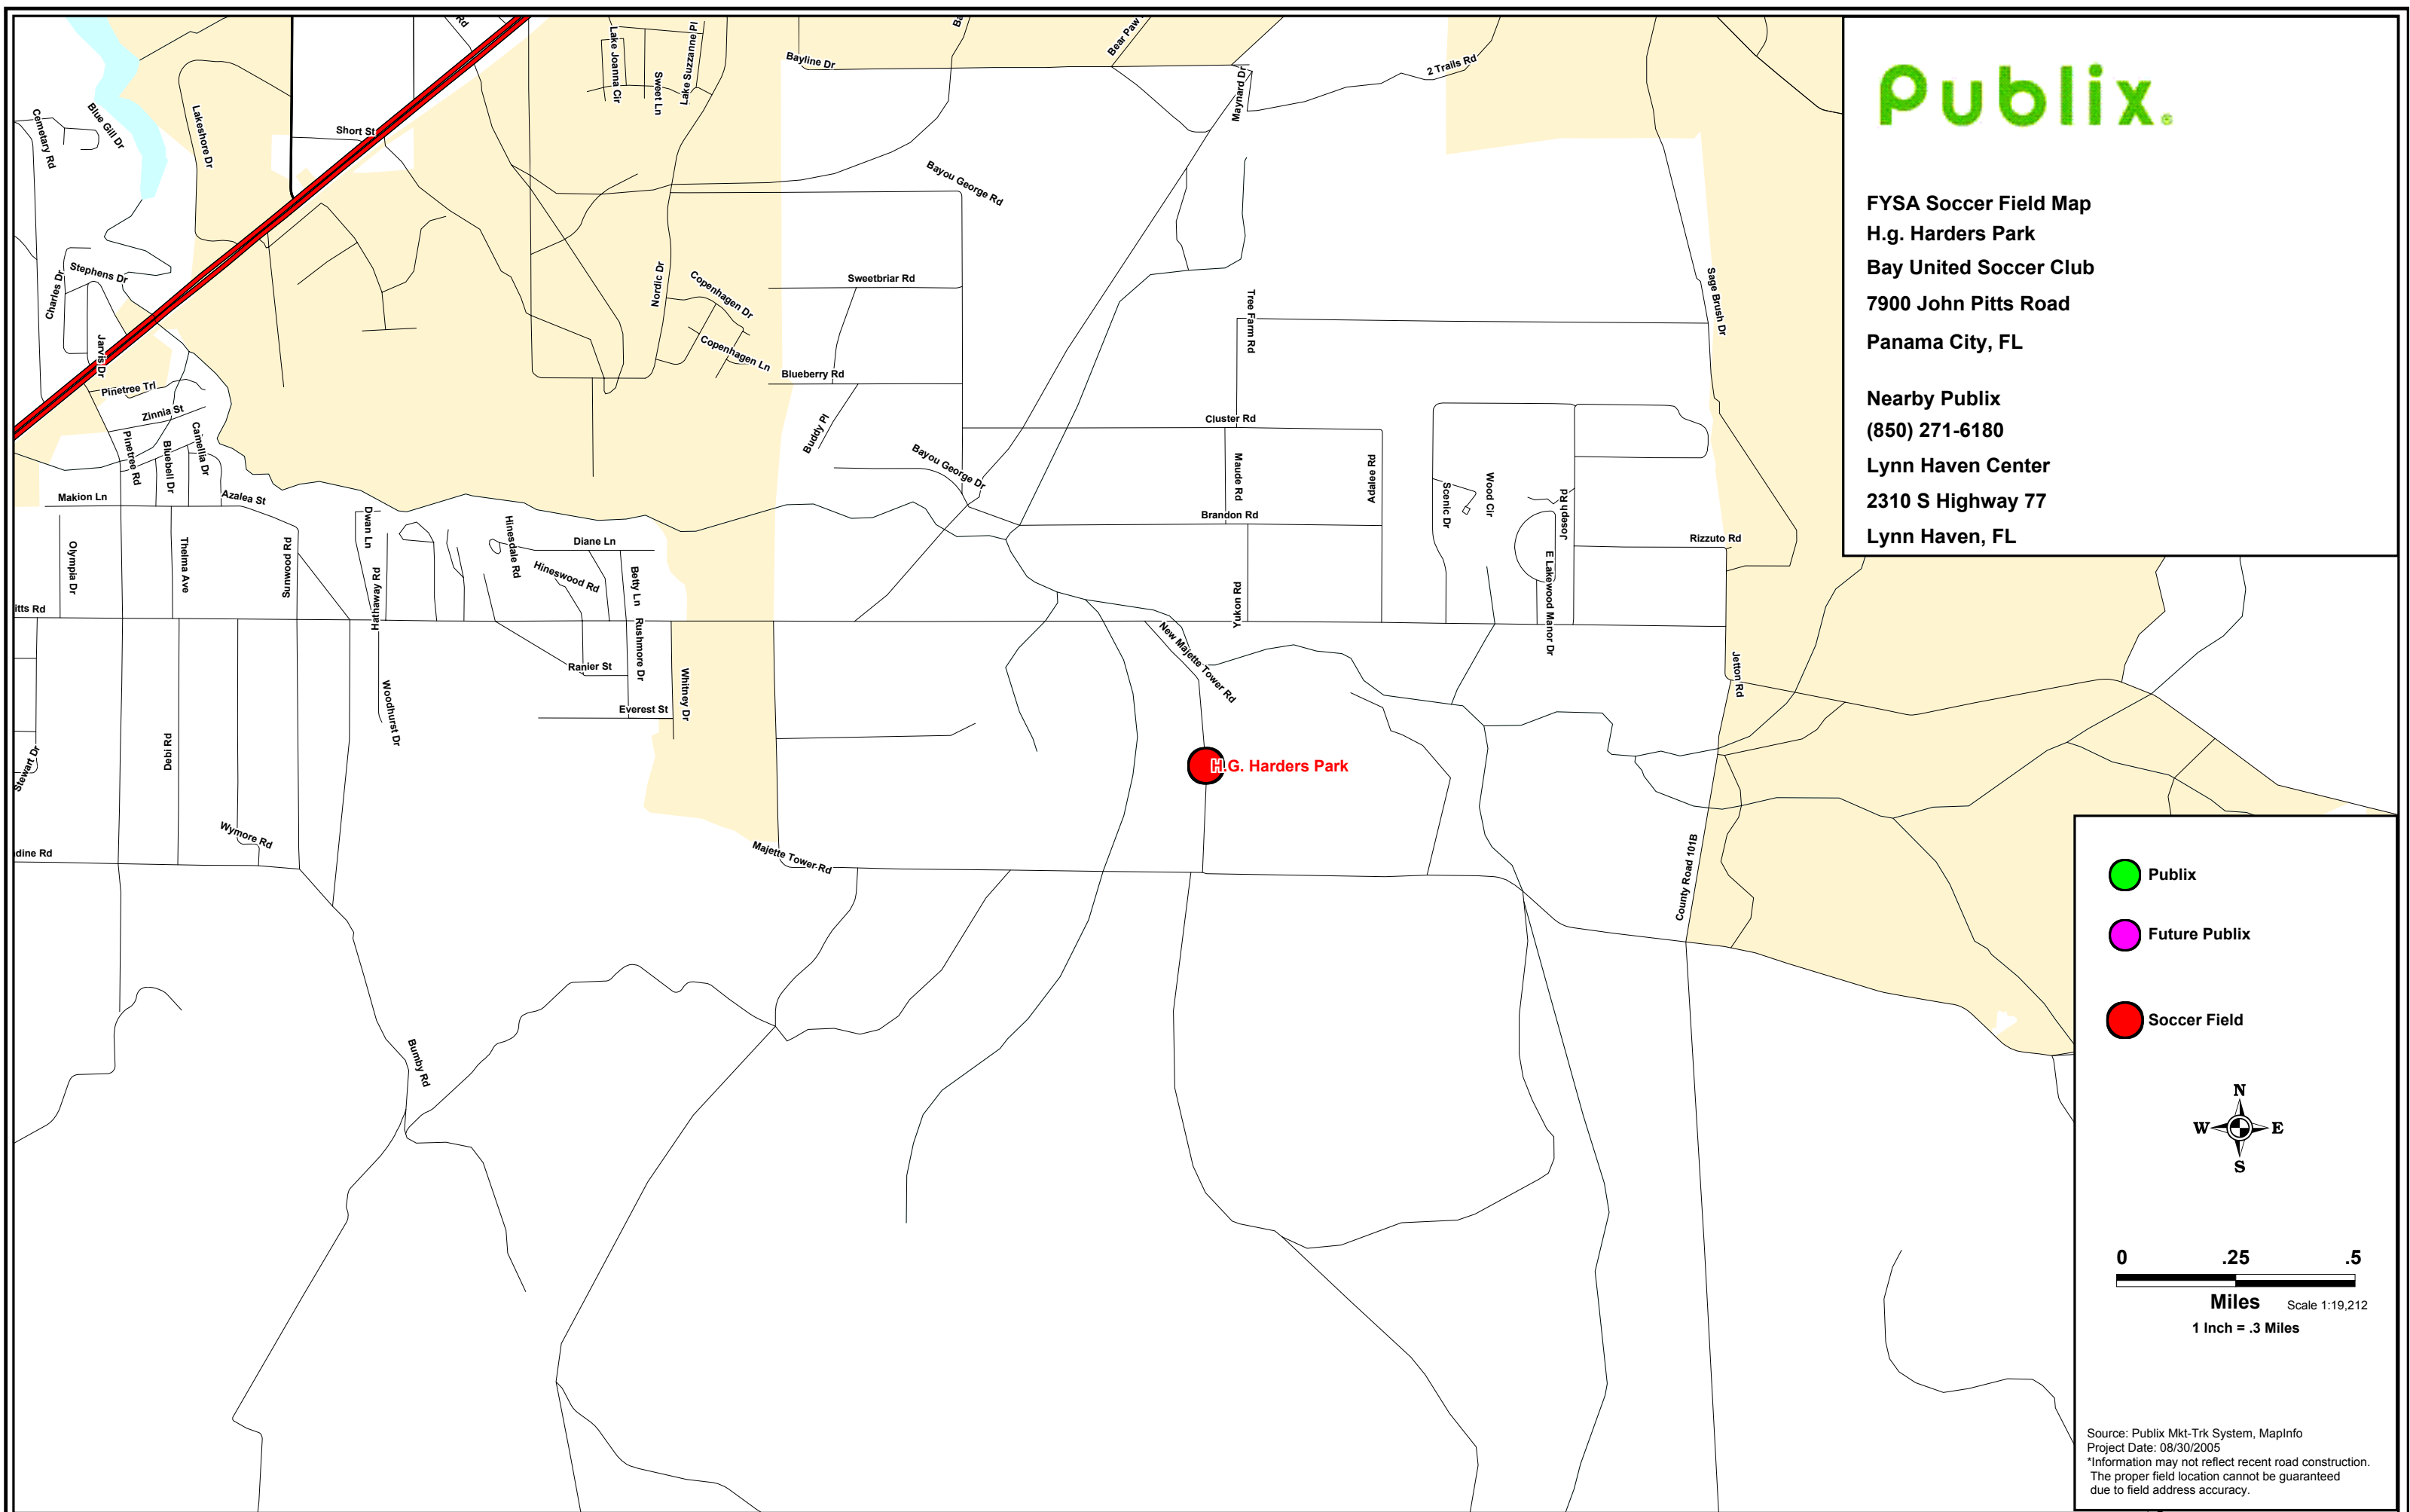 Publix.
FYSA Soccer Field Map
H.g. Harders Park
Bay United Soccer Club
7900 John Pitts Road
Panama City, FL
Nearby Publix
(850) 271-6180
Lynn Haven Center
2310 S Highway 77
Lynn Haven, FL
Rd
Lake Joanna Cir
Sweet Ln
Lake Suzzanne Pl
Bayline Dr
Ba
Bear Paw
Maynard Dr
2 Trails Rd
Cemetary Rd
Blue Gill Dr
Lakeshore Dr
Short St
Bayou George Rd
Charles Dr
Stephens Dr
Nordic Dr
Copenhagen Dr
Copenhagen Ln
Sweetbriar Rd
Tree Farm Rd
Sage Brush Dr
Jarvis Dr
Pinetree Trl
Zinnia St
Blueberry Rd
Buddy Pl
Cluster Rd
Pinetree Rd
Bluebell Dr
Camellia Dr
Bayou George Dr
Maude Rd
Adalee Rd
Scenic Dr
Wood Cir
Joseph Rd
Makion Ln
Azalea St
Dwan Ln
Hinesdale Rd
Diane Ln
Brandon Rd
Rizzuto Rd
Olympia Dr
Thelma Ave
Sunwood Rd
Hathaway Rd
Hineswood Rd
Betty Ln
Yukon Rd
E Lakewood Manor Dr
itts Rd
Rushmore Dr
New Majette Tower Rd
Ranier St
Whitney Dr
Jetton Rd
Woodhurst Dr
Everest St
Stewart Dr
Debi Rd
H.G. Harders Park
Wymore Rd
dine Rd
Majette Tower Rd
County Road 101B
Bumby Rd
Publix
Future Publix
Soccer Field
N
W E
S
0 .25 .5
Miles Scale 1:19,212
1 Inch = .3 Miles
Source: Publix Mkt-Trk System, MapInfo
Project Date: 08/30/2005
*Information may not reflect recent road construction.
The proper field location cannot be guaranteed
due to field address accuracy.